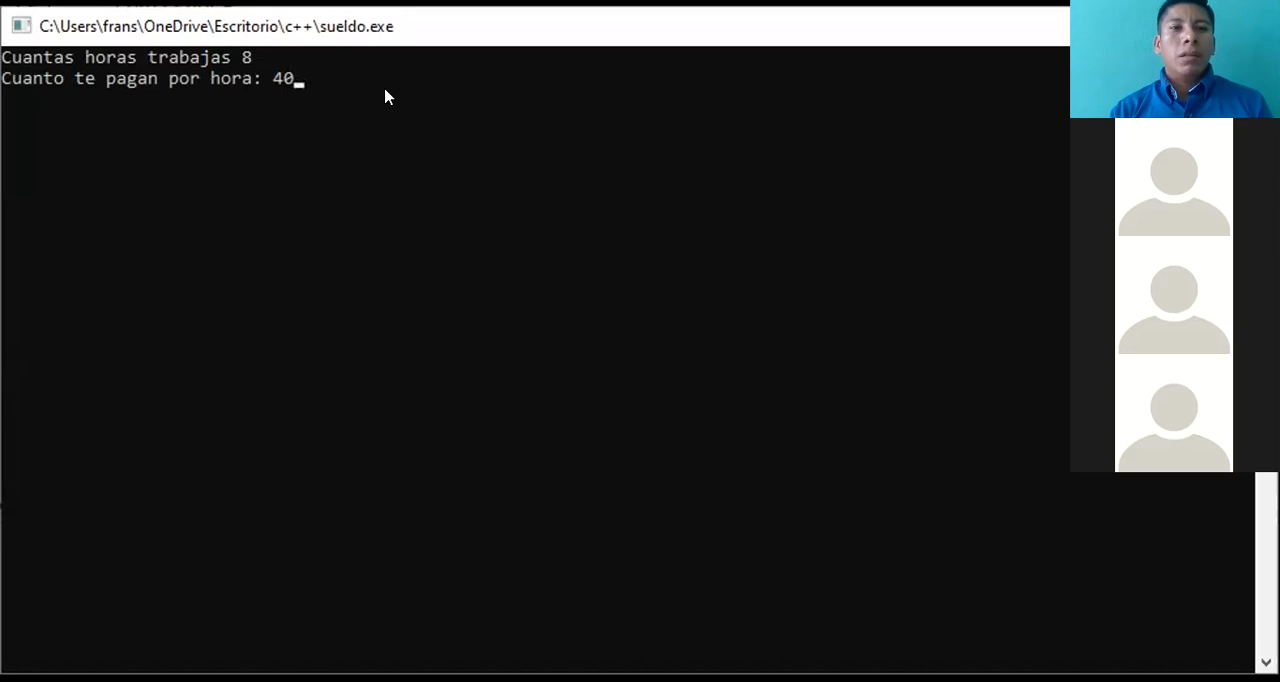 C:\Users\frans\OneDrive\Escritorio\c++\sueldo.exe
Cuantas horas trabajas 8
Cuanto te pagan por hora: 40